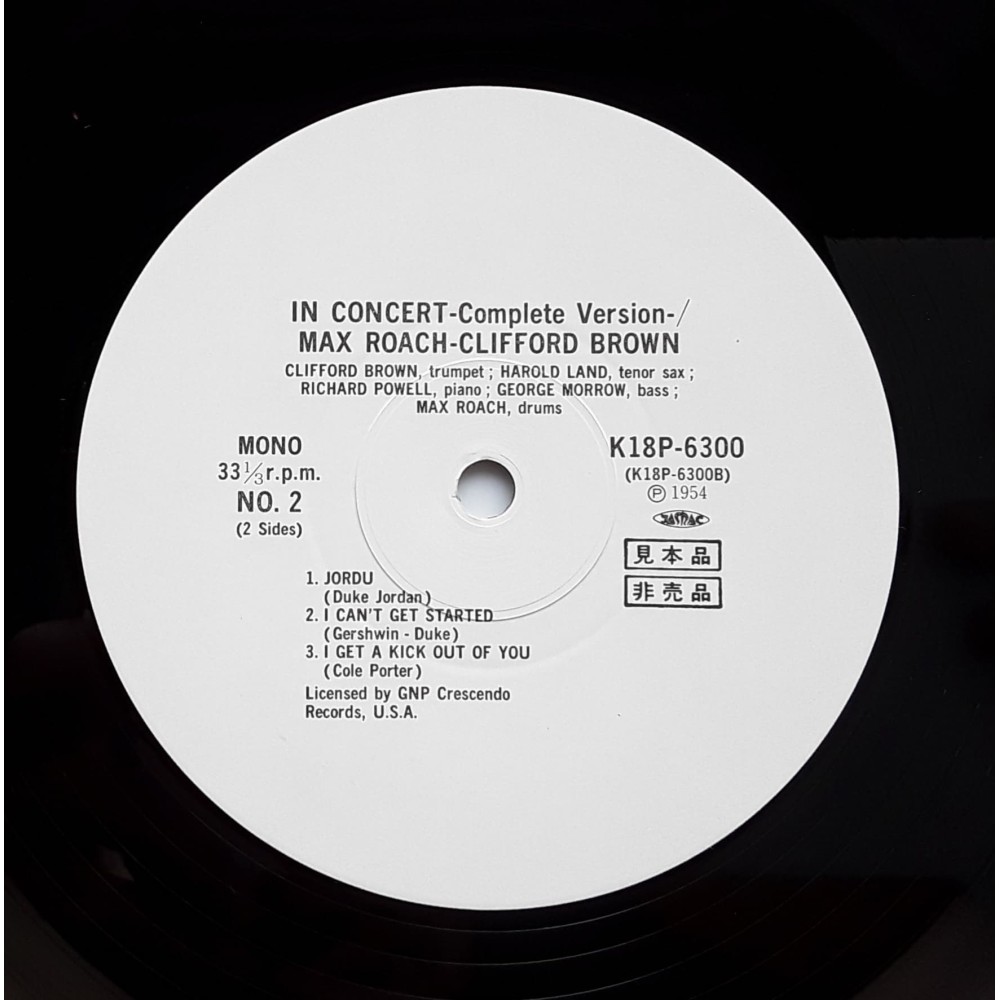 IN CONCERT-Complete Version-/
MAX ROACH-CLIFFORD BROWN
CLIFFORD BROWN, trumpet ; HAROLD LAND, tenor sax ;
RICHARD POWELL, piano ; GEORGE MORROW, bass ;
MAX ROACH, drums
MONO
33⅓r.p.m.
NO. 2
(2 Sides)
K18P-6300
(K18P-6300B)
Ⓟ 1954
JASRAC
見本品
非売品
1. JORDU
(Duke Jordan)
2. I CAN'T GET STARTED
(Gershwin - Duke)
3. I GET A KICK OUT OF YOU
(Cole Porter)
Licensed by GNP Crescendo
Records, U.S.A.